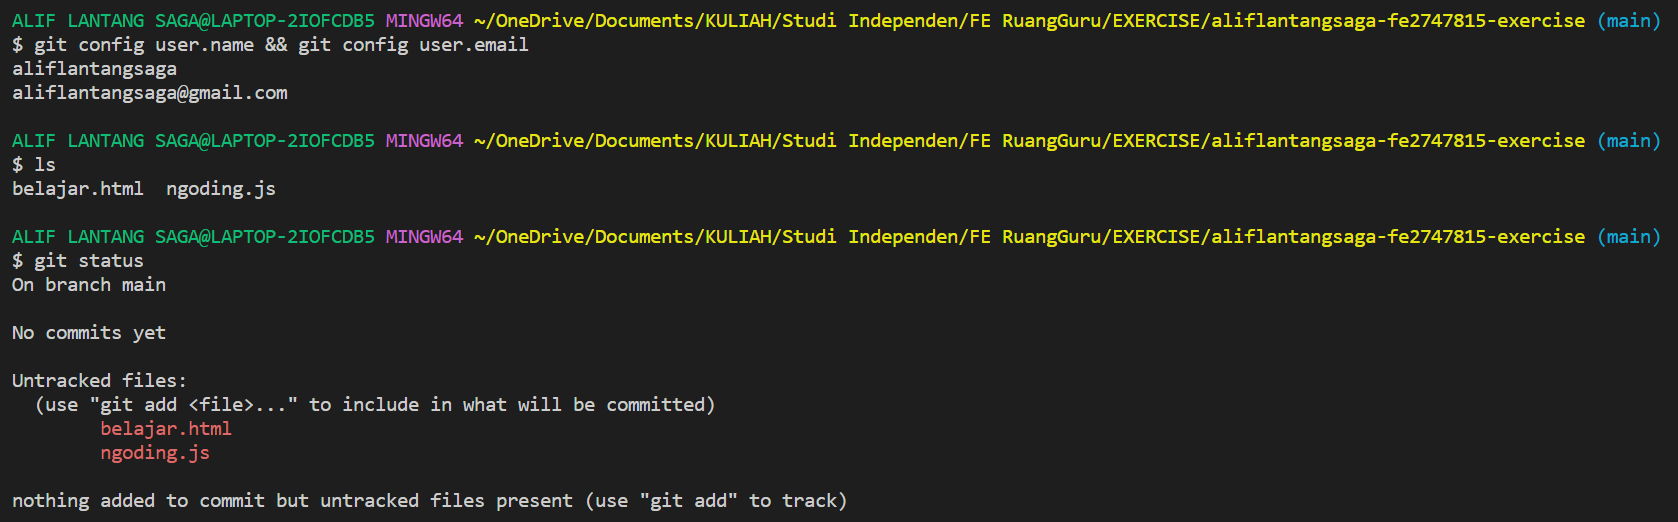 ALIF LANTANG SAGA@LAPTOP-2IOFCDB5 MINGW64 ~/OneDrive/Documents/KULIAH/Studi Independen/FE RuangGuru/EXERCISE/aliflantangsaga-fe2747815-exercise (main)
$ git config user.name && git config user.email
aliflantangsaga
aliflantangsaga@gmail.com
ALIF LANTANG SAGA@LAPTOP-2IOFCDB5 MINGW64 ~/OneDrive/Documents/KULIAH/Studi Independen/FE RuangGuru/EXERCISE/aliflantangsaga-fe2747815-exercise (main)
$ ls
belajar.html  ngoding.js
ALIF LANTANG SAGA@LAPTOP-2IOFCDB5 MINGW64 ~/OneDrive/Documents/KULIAH/Studi Independen/FE RuangGuru/EXERCISE/aliflantangsaga-fe2747815-exercise (main)
$ git status
On branch main
No commits yet
Untracked files:
  (use "git add <file>..." to include in what will be committed)
        belajar.html
        ngoding.js
nothing added to commit but untracked files present (use "git add" to track)